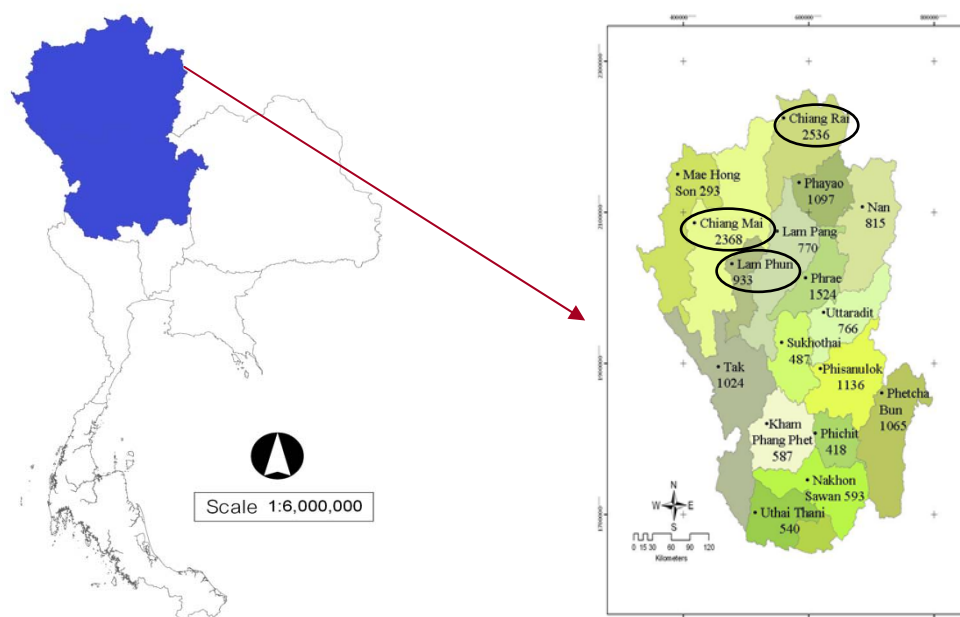 Scale 1:6,000,000
Chiang Rai
2536
Mae Hong
Son 293
Phayao
1097
Nan
815
Chiang Mai
2368
Lam Pang
770
Lam Phun
933
Phrae
1524
Uttaradit
766
Sukhothai
487
Tak
1024
Phisanulok
1136
Phetcha
Bun
1065
Kham
Phang Phet
587
Phichit
418
Nakhon
Sawan 593
Uthai Thani
540
N
W E
S
0 15 30 60 90 120
Kilometers